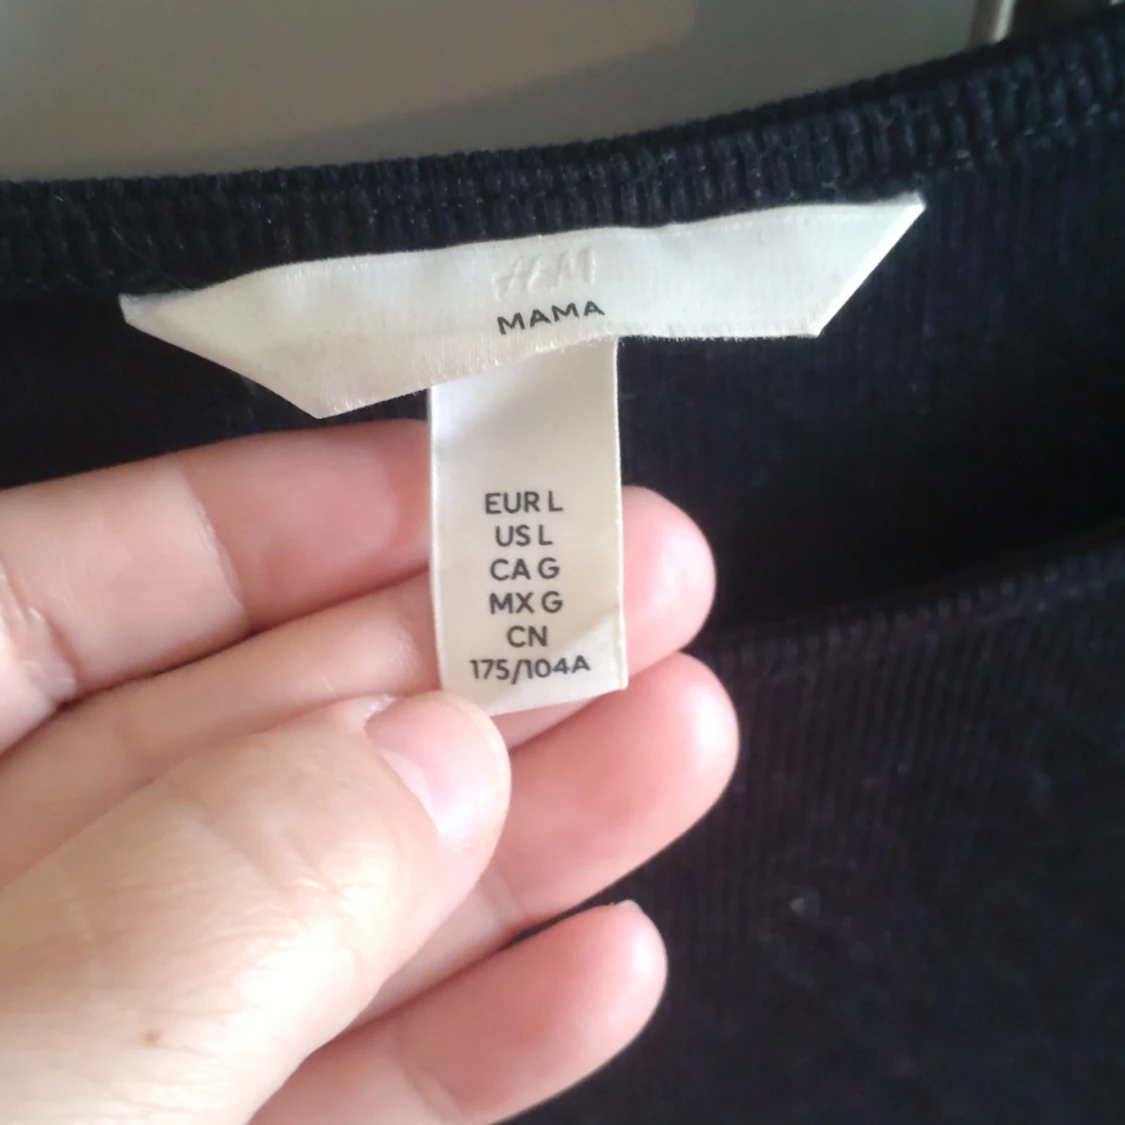 H&M
MAMA
EUR L
US L
CA G
MX G
CN
175/104A